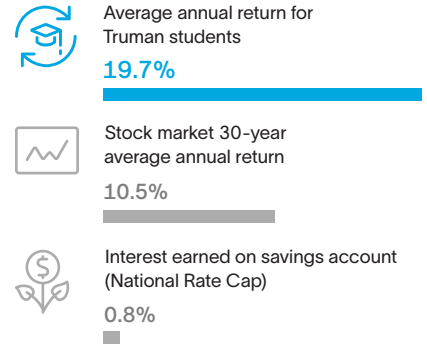 Average annual return for
Truman students
19.7%
Stock market 30-year
average annual return
10.5%
$
Interest earned on savings account
(National Rate Cap)
0.8%